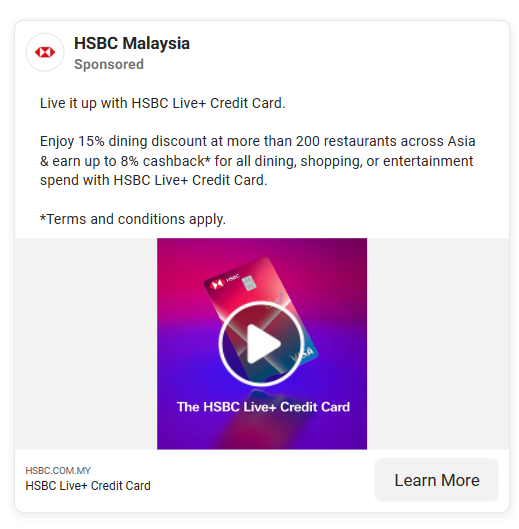 HSBC Malaysia
Sponsored
Live it up with HSBC Live+ Credit Card.
Enjoy 15% dining discount at more than 200 restaurants across Asia
& earn up to 8% cashback* for all dining, shopping, or entertainment
spend with HSBC Live+ Credit Card.
*Terms and conditions apply.
HSBC
VISA
The HSBC Live+ Credit Card
HSBC.COM.MY
HSBC Live+ Credit Card
Learn More